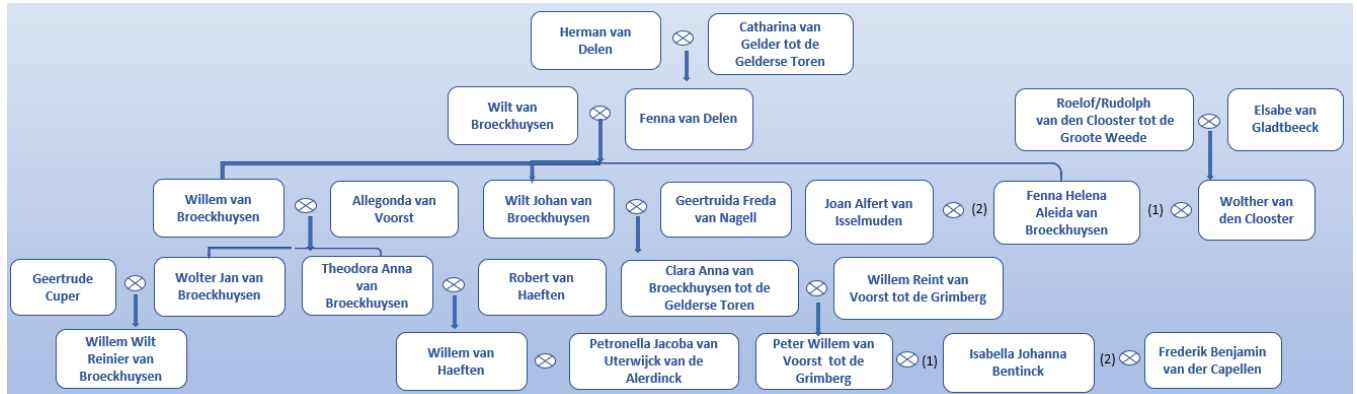 Herman van
Delen
Catharina van
Gelder tot de
Gelderse Toren
Wilt van
Broeckhuysen
Fenna van Delen
Roelof/Rudolph
van den Clooster tot de
Groote Weede
Elsabe van
Gladtbeeck
Willem van
Broeckhuysen
Allegonda van
Voorst
Wilt Johan van
Broeckhuysen
Geertruida Freda
van Nagell
Joan Alfert van
Isselmuden
(2)
Fenna Helena
Aleida van
Broeckhuysen
(1)
Wolther van
den Clooster
Geertrude
Cuper
Wolter Jan van
Broeckhuysen
Theodora Anna
van
Broeckhuysen
Robert van
Haeften
Clara Anna van
Broeckhuysen tot de
Gelderse Toren
Willem Reint van
Voorst tot de Grimberg
Willem Wilt
Reinier van
Broeckhuysen
Willem van
Haeften
Petronella Jacoba van
Uterwijck van de
Alerdinck
Peter Willem van
Voorst tot de
Grimberg
(1)
Isabella Johanna
Bentinck
(2)
Frederik Benjamin
van der Capellen